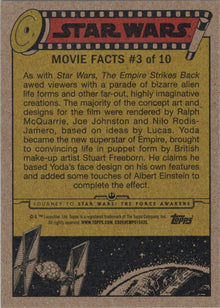 STAR WARS
MOVIE FACTS #3 of 10
As with Star Wars, The Empire Strikes Back
awed viewers with a parade of bizarre alien
life forms and other far-out, highly imaginative
creations. The majority of the concept art and
designs for the film were rendered by Ralph
McQuarrie, Joe Johnston and Nilo Rodis-
Jamero, based on ideas by Lucas. Yoda
became the new superstar of Empire, brought
to convincing life in puppet form by British
make-up artist Stuart Freeborn. He claims he
based Yoda's face design on his own features
and added some touches of Albert Einstein to
complete the effect.
JOURNEY TO STAR WARS: THE FORCE AWAKENS
Topps